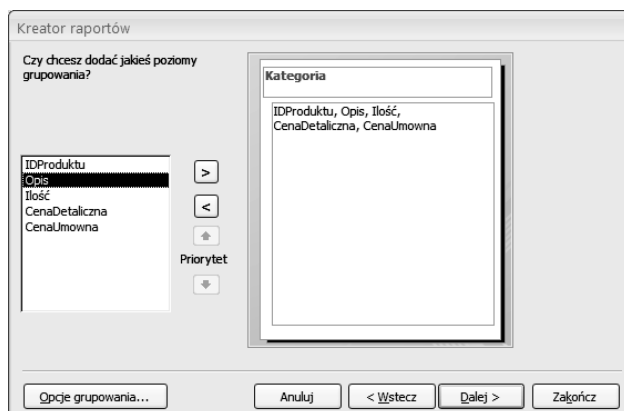 Kreator raportów
Czy chcesz dodać jakieś poziomy
grupowania?
Kategoria
IDProduktu, Opis, Ilość,
CenaDetaliczna, CenaUmowna
IDProduktu
Opis
Ilość
CenaDetaliczna
CenaUmowna
>
<
Priorytet
Opcje grupowania...
Anuluj
< Wstecz
Dalej >
Zakończ